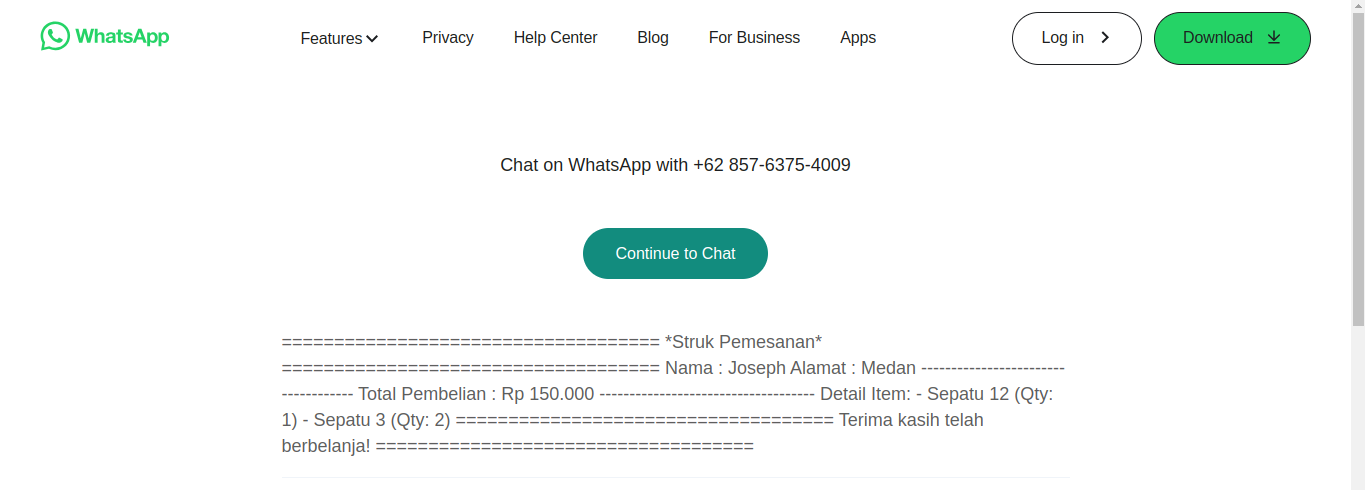 WhatsApp
Features Privacy Help Center Blog For Business Apps Log in Download
Chat on WhatsApp with +62 857-6375-4009
Continue to Chat
==================================== *Struk Pemesanan*
==================================== Nama : Joseph Alamat : Medan ------------------------
------------ Total Pembelian : Rp 150.000 ------------------------------------ Detail Item: - Sepatu 12 (Qty:
1) - Sepatu 3 (Qty: 2) ==================================== Terima kasih telah
berbelanja! ====================================